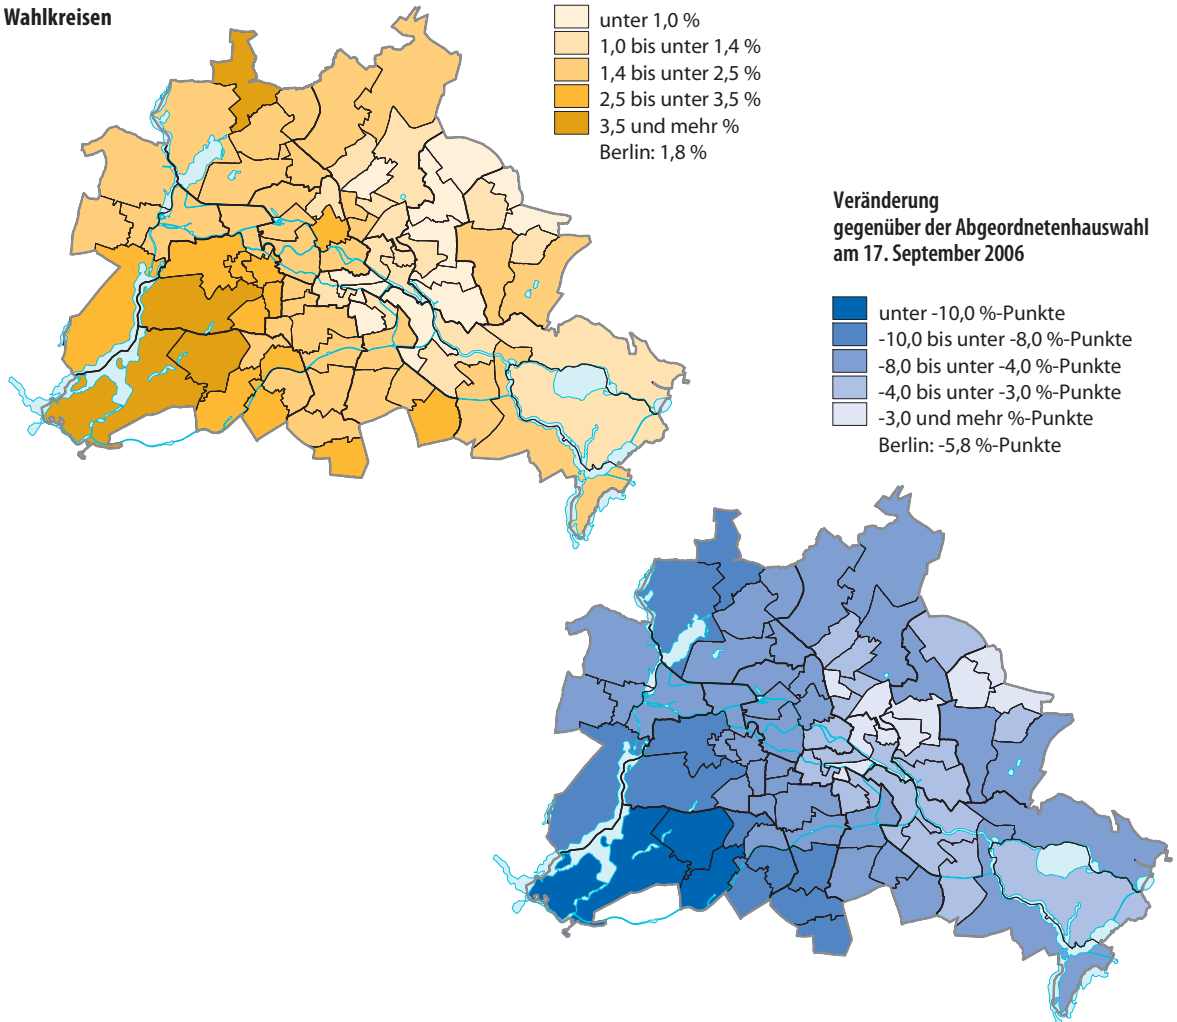 Wahlkreisen
unter 1,0 %
1,0 bis unter 1,4 %
1,4 bis unter 2,5 %
2,5 bis unter 3,5 %
3,5 und mehr %
Berlin: 1,8 %
Veränderung
gegenüber der Abgeordnetenhauswahl
am 17. September 2006
unter -10,0 %-Punkte
-10,0 bis unter -8,0 %-Punkte
-8,0 bis unter -4,0 %-Punkte
-4,0 bis unter -3,0 %-Punkte
-3,0 und mehr %-Punkte
Berlin: -5,8 %-Punkte